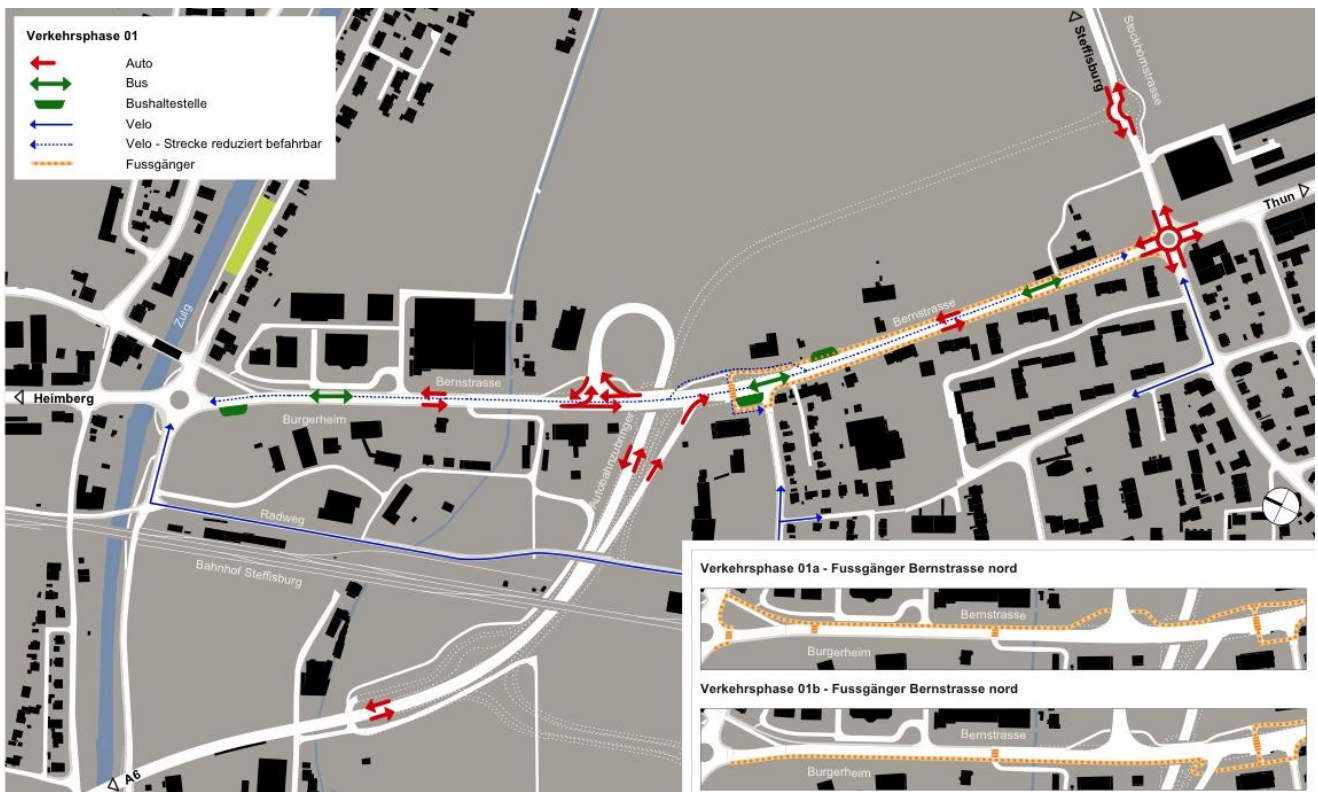 Verkehrsphase 01
Auto
Bus
Bushaltestelle
Velo
Velo - Strecke reduziert befahrbar
Fussgänger
Steffisburg
Stockhornstrasse
Thun
Zulg
Bernstrasse
Bernstrasse
Heimberg
Burgerheim
Autobahnzubringer
Radweg
Bahnhof Steffisburg
A6
Verkehrsphase 01a - Fussgänger Bernstrasse nord
Bernstrasse
Burgerheim
Verkehrsphase 01b - Fussgänger Bernstrasse nord
Bernstrasse
Burgerheim